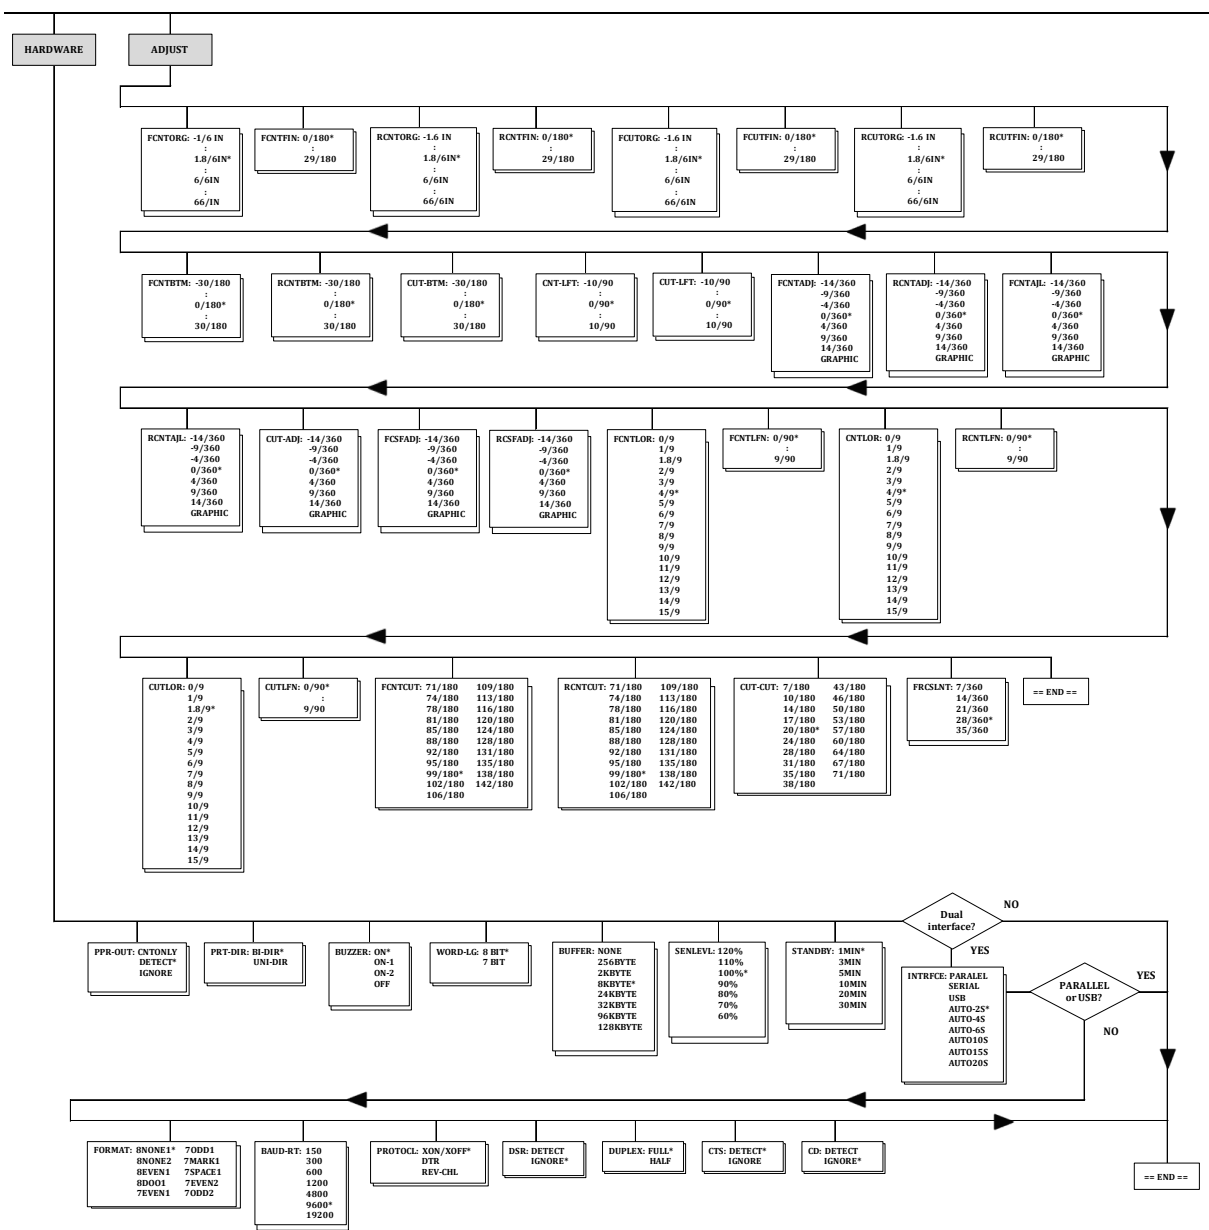 HARDWARE
ADJUST
FCNTORG: -1/6 IN
:
1.8/6IN*
:
6/6IN
:
66/IN
FCNTFIN: 0/180*
:
29/180
RCNTORG: -1.6 IN
:
1.8/6IN*
:
6/6IN
:
66/6IN
RCNTFIN: 0/180*
:
29/180
FCUTORG: -1.6 IN
:
1.8/6IN*
:
6/6IN
:
66/6IN
FCUTFIN: 0/180*
:
29/180
RCUTORG: -1.6 IN
:
1.8/6IN*
:
6/6IN
:
66/6IN
RCUTFIN: 0/180*
:
29/180
FCNTBTM: -30/180
:
0/180*
:
30/180
RCNTBTM: -30/180
:
0/180*
:
30/180
CUT-BTM: -30/180
:
0/180*
:
30/180
CNT-LFT: -10/90
:
0/90*
:
10/90
CUT-LFT: -10/90
:
0/90*
:
10/90
FCNTADJ: -14/360
-9/360
-4/360
0/360*
4/360
9/360
14/360
GRAPHIC
RCNTADJ: -14/360
-9/360
-4/360
0/360*
4/360
9/360
14/360
GRAPHIC
FCNTAJL: -14/360
-9/360
-4/360
0/360*
4/360
9/360
14/360
GRAPHIC
RCNTAJL: -14/360
-9/360
-4/360
0/360*
4/360
9/360
14/360
GRAPHIC
CUT-ADJ: -14/360
-9/360
-4/360
0/360*
4/360
9/360
14/360
GRAPHIC
FCSFADJ: -14/360
-9/360
-4/360
0/360*
4/360
9/360
14/360
GRAPHIC
RCSFADJ: -14/360
-9/360
-4/360
0/360*
4/360
9/360
14/360
GRAPHIC
FCNTLOR: 0/9
1/9
1.8/9
2/9
3/9
4/9*
5/9
6/9
7/9
8/9
9/9
10/9
11/9
12/9
13/9
14/9
15/9
FCNTLFN: 0/90*
:
9/90
CNTLOR: 0/9
1/9
1.8/9
2/9
3/9
4/9*
5/9
6/9
7/9
8/9
9/9
10/9
11/9
12/9
13/9
14/9
15/9
RCNTLFN: 0/90*
:
9/90
CUTLOR: 0/9
1/9
1.8/9*
2/9
3/9
4/9
5/9
6/9
7/9
8/9
9/9
10/9
11/9
12/9
13/9
14/9
15/9
CUTLFN: 0/90*
:
9/90
FCNTCUT: 71/180 109/180
74/180 113/180
78/180 116/180
81/180 120/180
85/180 124/180
88/180 128/180
92/180 131/180
95/180 135/180
99/180* 138/180
102/180 142/180
106/180
RCNTCUT: 71/180 109/180
74/180 113/180
78/180 116/180
81/180 120/180
85/180 124/180
88/180 128/180
92/180 131/180
95/180 135/180
99/180* 138/180
102/180 142/180
106/180
CUT-CUT: 7/180 43/180
10/180 46/180
14/180 50/180
17/180 53/180
20/180* 57/180
24/180 60/180
28/180 64/180
31/180 67/180
35/180 71/180
38/180
FRCSLNT: 7/360
14/360
21/360
28/360*
35/360
== END ==
PPR-OUT: CNTONLY
DETECT*
IGNORE
PRT-DIR: BI-DIR*
UNI-DIR
BUZZER: ON*
ON-1
ON-2
OFF
WORD-LG: 8 BIT*
7 BIT
BUFFER: NONE
256BYTE
2KBYTE
8KBYTE*
24KBYTE
32KBYTE
96KBYTE
128KBYTE
SENLEVL: 120%
110%
100%*
90%
80%
70%
60%
STANDBY: 1MIN*
3MIN
5MIN
10MIN
20MIN
30MIN
Dual
interface?
NO
YES
INTRFCE: PARALEL
SERIAL
USB
AUTO-2S*
AUTO-4S
AUTO-6S
AUTO10S
AUTO15S
AUTO20S
PARALLEL
or USB?
YES
NO
FORMAT: 8NONE1* 7ODD1
8NONE2 7MARK1
8EVEN1 7SPACE1
8DOO1 7EVEN2
7EVEN1 7ODD2
BAUD-RT: 150
300
600
1200
4800
9600*
19200
PROTOCL: XON/XOFF*
DTR
REV-CHL
DSR: DETECT
IGNORE*
DUPLEX: FULL*
HALF
CTS: DETECT*
IGNORE
CD: DETECT
IGNORE*
== END ==